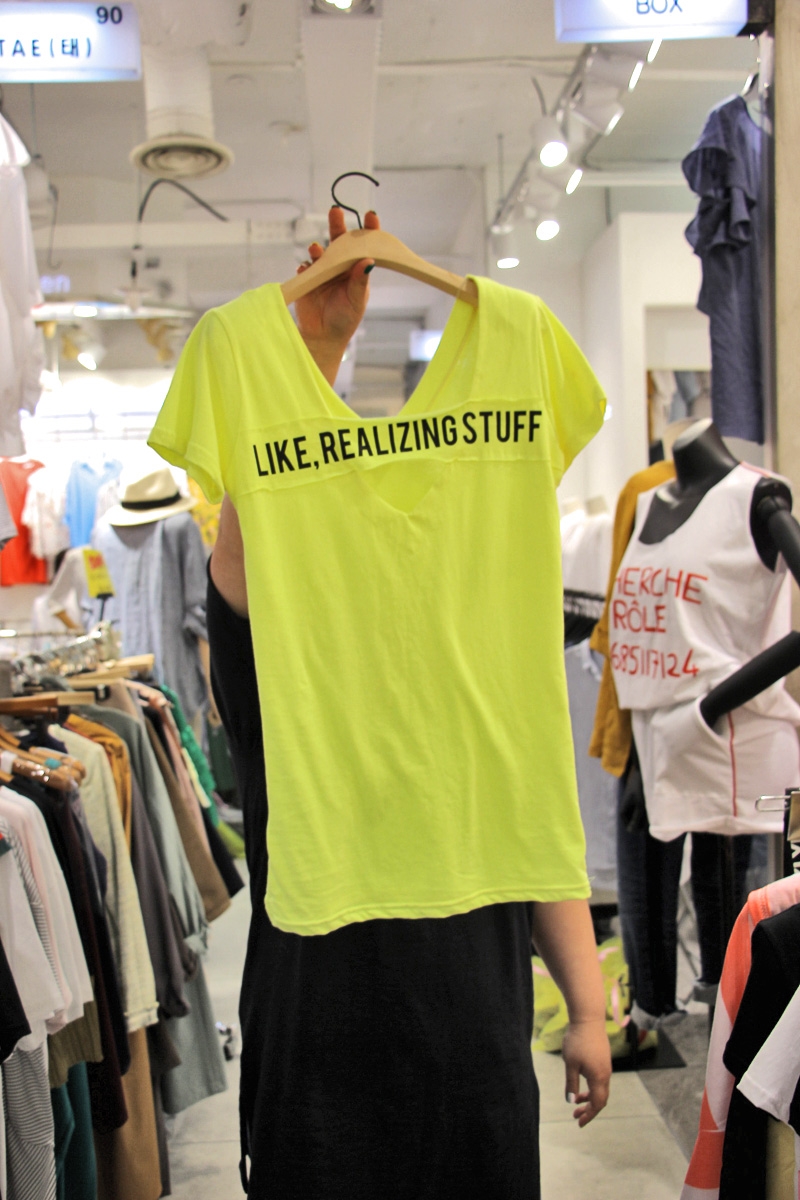 90
TAE(태)
BOX
LIKE, REALIZING STUFF
HERCHE
RÔLE
685117124